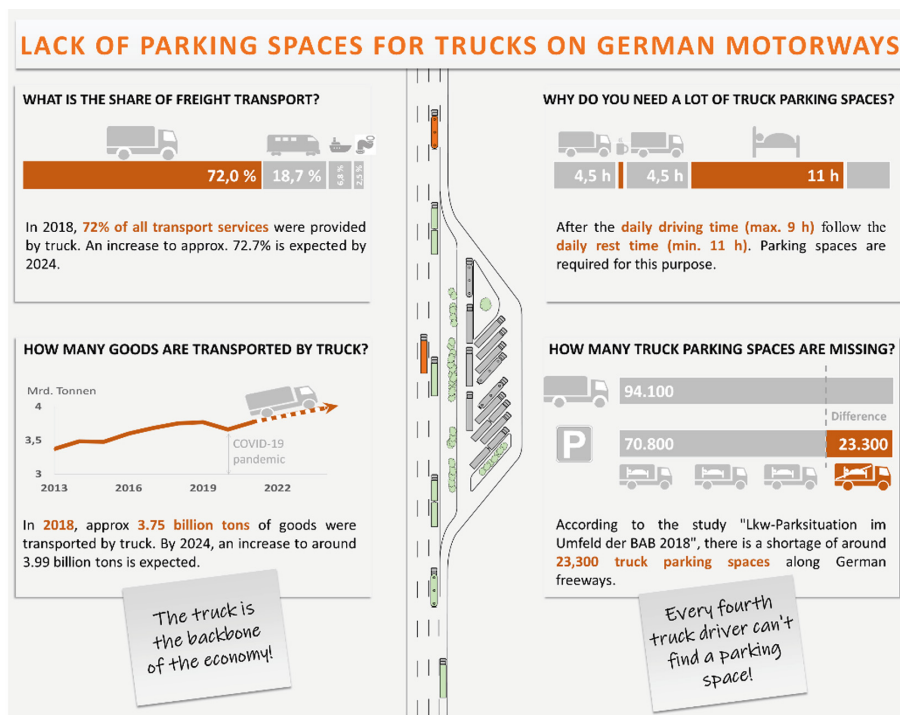 LACK OF PARKING SPACES FOR TRUCKS ON GERMAN MOTORWAYS
WHAT IS THE SHARE OF FREIGHT TRANSPORT?
72,0 %
18,7 %
6,8 %
2,5 %
In 2018, 72% of all transport services were provided
by truck. An increase to approx. 72.7% is expected by
2024.
WHY DO YOU NEED A LOT OF TRUCK PARKING SPACES?
4,5 h
4,5 h
11 h
After the daily driving time (max. 9 h) follow the
daily rest time (min. 11 h). Parking spaces are
required for this purpose.
HOW MANY GOODS ARE TRANSPORTED BY TRUCK?
Mrd. Tonnen
4
3,5
3
COVID-19
pandemic
2013
2016
2019
2022
In 2018, approx 3.75 billion tons of goods were
transported by truck. By 2024, an increase to around
3.99 billion tons is expected.
The truck is
the backbone
of the economy!
HOW MANY TRUCK PARKING SPACES ARE MISSING?
94.100
Difference
P
70.800
23.300
According to the study "Lkw-Parksituation im
Umfeld der BAB 2018", there is a shortage of around
23,300 truck parking spaces along German
freeways.
Every fourth
truck driver can't
find a parking
space!